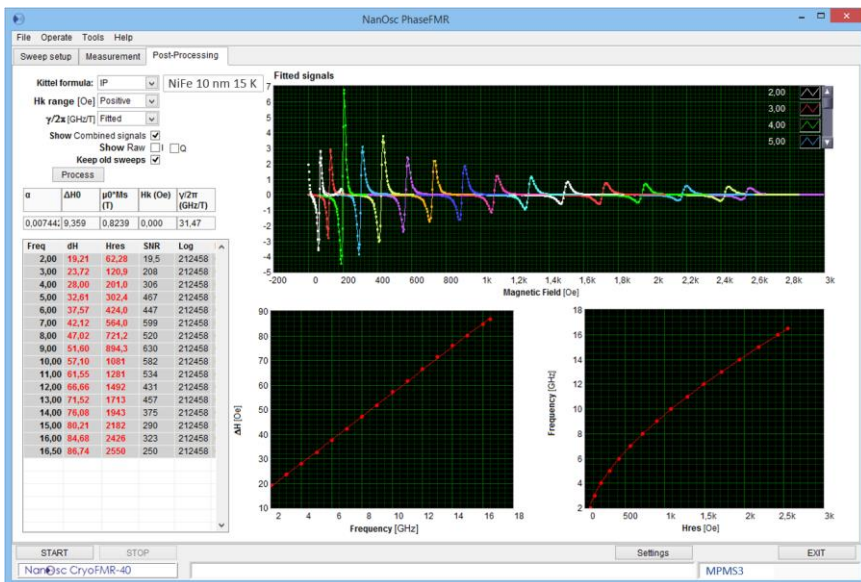 NanOsc PhaseFMR
File Operate Tools Help
Sweep setup Measurement Post-Processing
Kittel formula: IP NiFe 10 nm 15 K
Hk range [Oe] Positive
γ/2x [GHz/T] Fitted
Show Combined signals
Show Raw I Q
Keep old sweeps
Process
α ΔH0 μ0*Ms (T) Hk (Oe) γ/2π (GHz/T)
0,00744 9,359 0,8239 0,000 31,47
Freq dH Hres SNR Log
2,00 19,21 62,28 19,5 212458
3,00 23,72 120,9 208 212458
4,00 28,00 201,0 306 212458
5,00 32,61 302,4 467 212458
6,00 37,57 424,0 447 212458
7,00 42,12 564,0 599 212458
8,00 47,02 721,2 520 212458
9,00 51,60 894,3 630 212458
10,00 57,10 1081 582 212458
11,00 61,55 1281 534 212458
12,00 66,66 1492 431 212458
13,00 71,52 1713 457 212458
14,00 76,08 1943 375 212458
15,00 80,21 2182 290 212458
16,00 84,68 2426 323 212458
16,50 86,74 2550 250 212458
Fitted signals
7
6
5
4
3
2
1
0
-1
-2
-3
-4
-5
-200 0 200 400 600 800 1k 1,2k 1,4k 1,6k 1,8k 2k 2,2k 2,4k 2,6k 2,8k 3k
Magnetic Field [Oe]
2,00
3,00
4,00
5,00
90
80
70
60
50
40
30
20
10
ΔH [Oe]
2 4 6 8 10 12 14 16 18
Frequency [GHz]
18
16
14
12
10
8
6
4
2
Frequency [GHz]
0 500 1k 1,5k 2k 2,5k 3k
Hres [Oe]
START STOP Settings EXIT
NanOsc CryoFMR-40 MPMS3